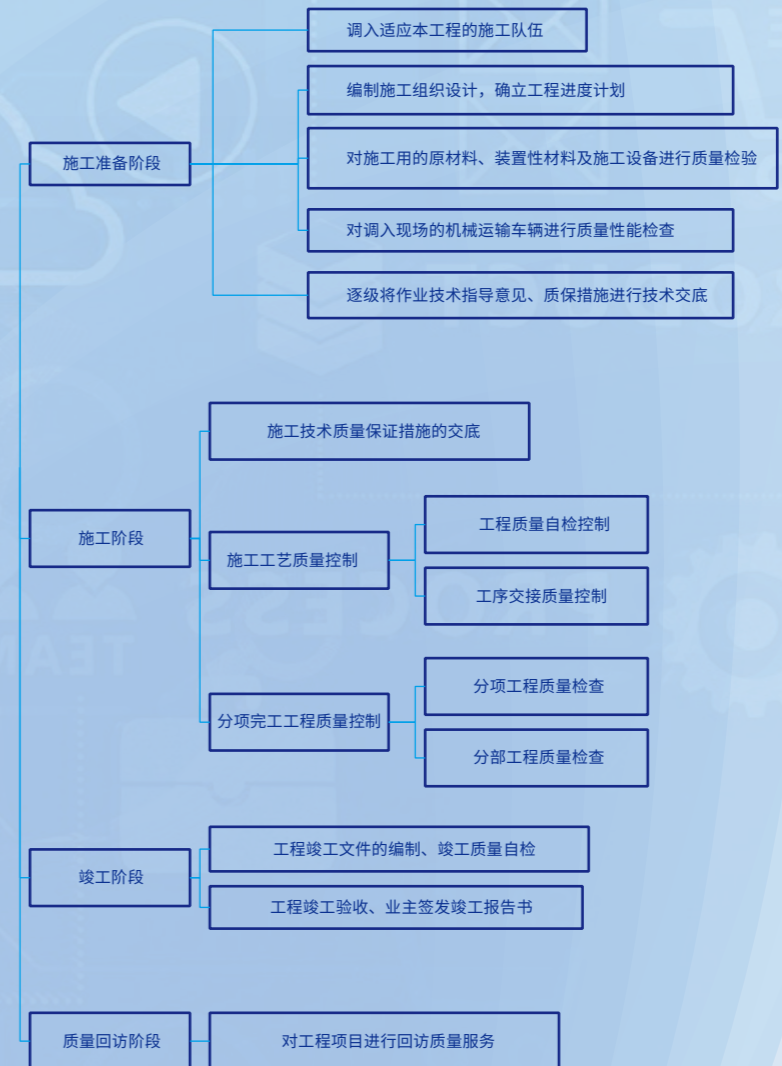 调入适应本工程的施工队伍
编制施工组织设计，确立工程进度计划
施工准备阶段
对施工用的原材料、装置性材料及施工设备进行质量检验
对调入现场的机械运输车辆进行质量性能检查
逐级将作业技术指导意见、质保措施进行技术交底
施工技术质量保证措施的交底
施工阶段
施工工艺质量控制
工程质量自检控制
工序交接质量控制
分项完工工程质量控制
分项工程质量检查
分部工程质量检查
竣工阶段
工程竣工文件的编制、竣工质量自检
工程竣工验收、业主签发竣工报告书
质量回访阶段
对工程项目进行回访质量服务
PROCESS